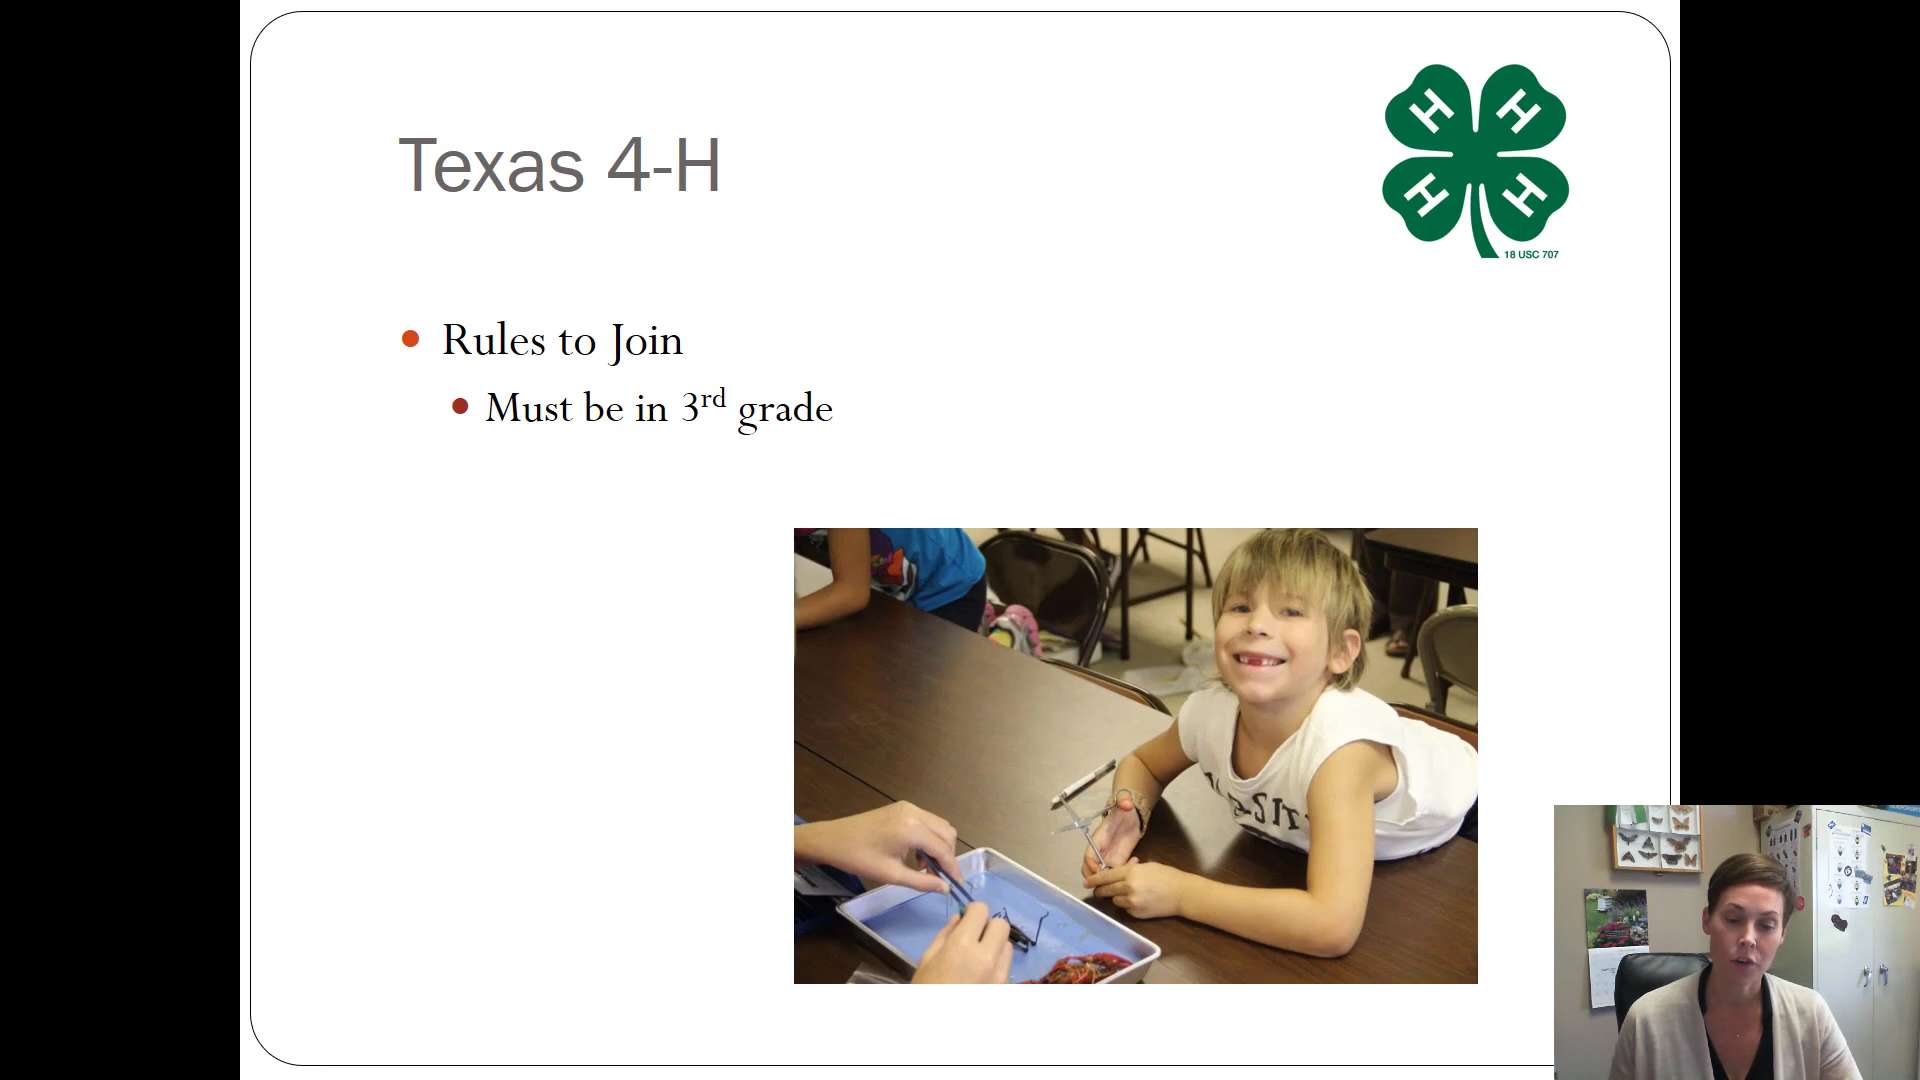 Texas 4-H
H H
H H
18 USC 707
Rules to Join
Must be in 3rd grade